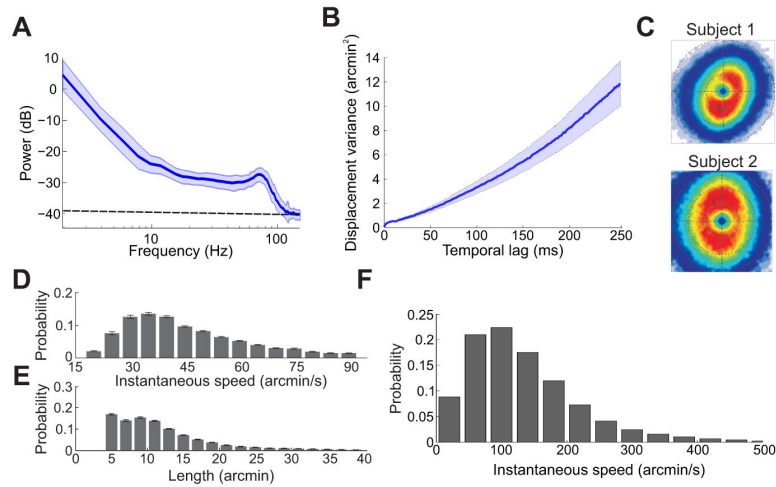 A
10
0
−10
−20
−30
−40
Power (dB)
10
100
Frequency (Hz)
B
14
12
10
8
6
4
2
0
Displacement variance (arcmin²)
0 50 100 150 200 250
Temporal lag (ms)
C
Subject 1
Subject 2
D
0.2
0.1
0
Probability
15 30 45 60 75 90
Instantaneous speed (arcmin/s)
E
0.3
0.2
0.1
0
Probability
5 10 15 20 25 30 35 40
Length (arcmin)
F
0.25
0.2
0.15
0.1
0.05
0
Probability
0 100 200 300 400 500
Instantaneous speed (arcmin/s)